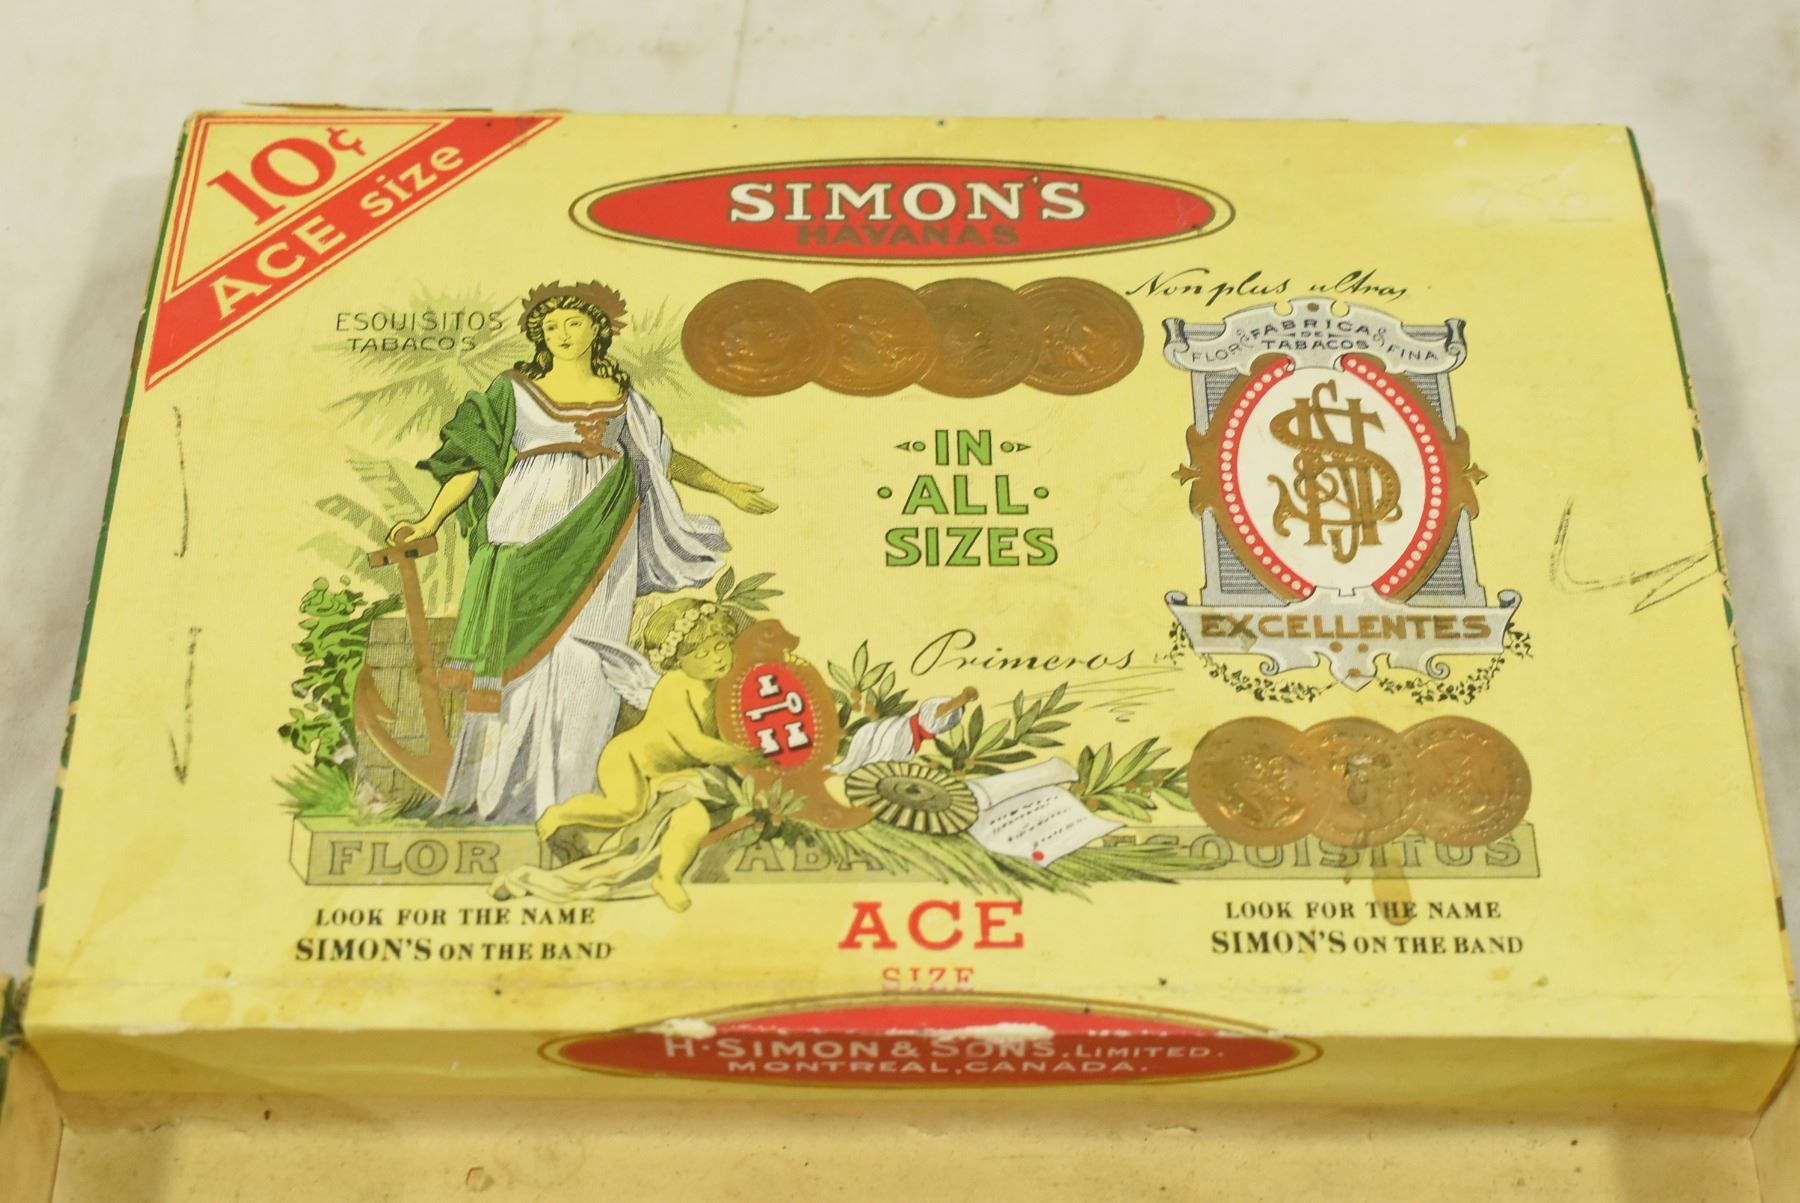 10¢
ACE size
SIMON'S
HAVANAS
ESQUISITOS
TABACOS
Non plus ultras
FABRICA
DE
FLOR TABACOS FINA
IN
ALL
SIZES
EXCELLENTES
Primeros
FLOR D ABA ESQUISITUS
LOOK FOR THE NAME
SIMON'S ON THE BAND
ACE
SIZE
LOOK FOR THE NAME
SIMON'S ON THE BAND
H. SIMON & SONS, LIMITED.
MONTREAL, CANADA.